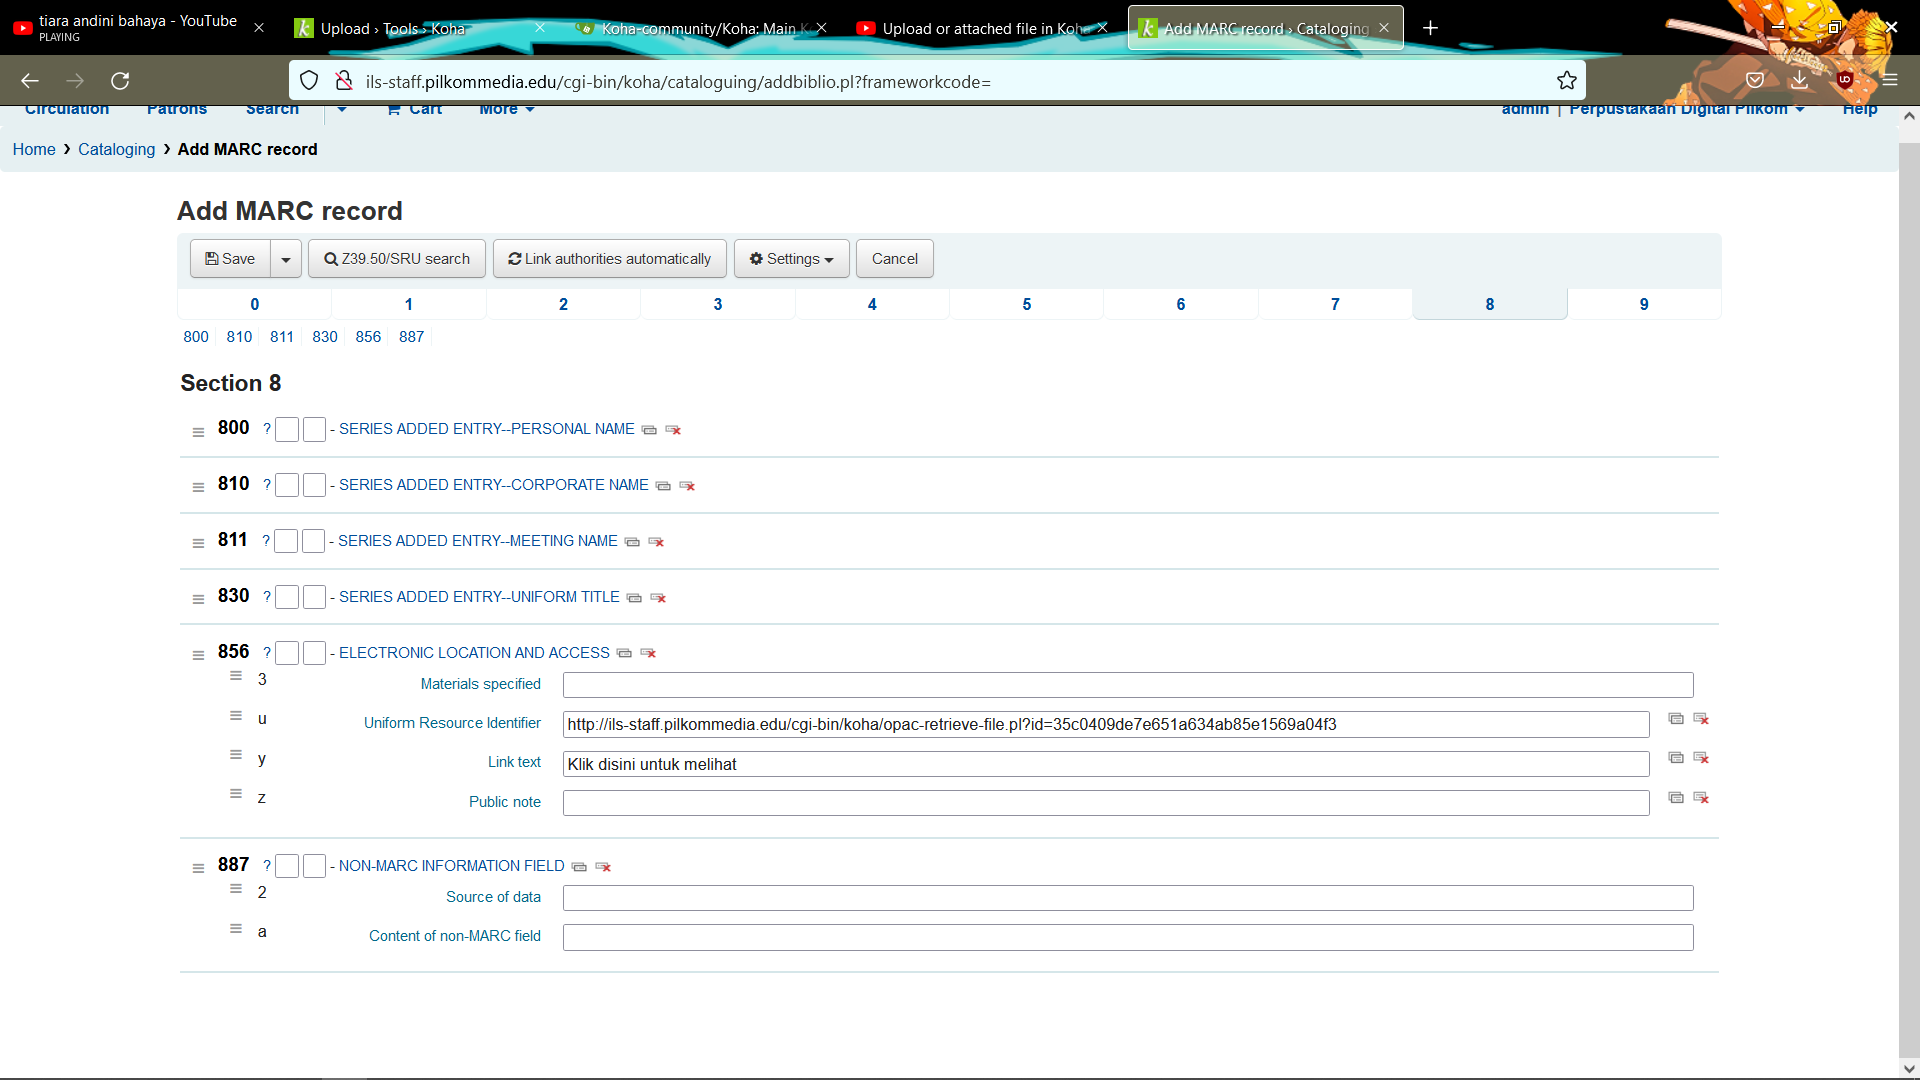 tiara andini bahaya - YouTube
PLAYING
Upload › Tools › Koha
Koha-community/Koha: Main K
Upload or attached file in Koha
Add MARC record › Cataloging
ils-staff.pilkommedia.edu/cgi-bin/koha/cataloguing/addbiblio.pl?frameworkcode=
Circulation Patrons Search Cart More admin | Perpustakaan Digital Pilkom Help
Home › Cataloging › Add MARC record
Add MARC record
Save Z39.50/SRU search Link authorities automatically Settings Cancel
0 1 2 3 4 5 6 7 8 9
800 810 811 830 856 887
Section 8
800 ? - SERIES ADDED ENTRY--PERSONAL NAME
810 ? - SERIES ADDED ENTRY--CORPORATE NAME
811 ? - SERIES ADDED ENTRY--MEETING NAME
830 ? - SERIES ADDED ENTRY--UNIFORM TITLE
856 ? - ELECTRONIC LOCATION AND ACCESS
3 Materials specified
u Uniform Resource Identifier http://ils-staff.pilkommedia.edu/cgi-bin/koha/opac-retrieve-file.pl?id=35c0409de7e651a634ab85e1569a04f3
y Link text Klik disini untuk melihat
z Public note
887 ? - NON-MARC INFORMATION FIELD
2 Source of data
a Content of non-MARC field